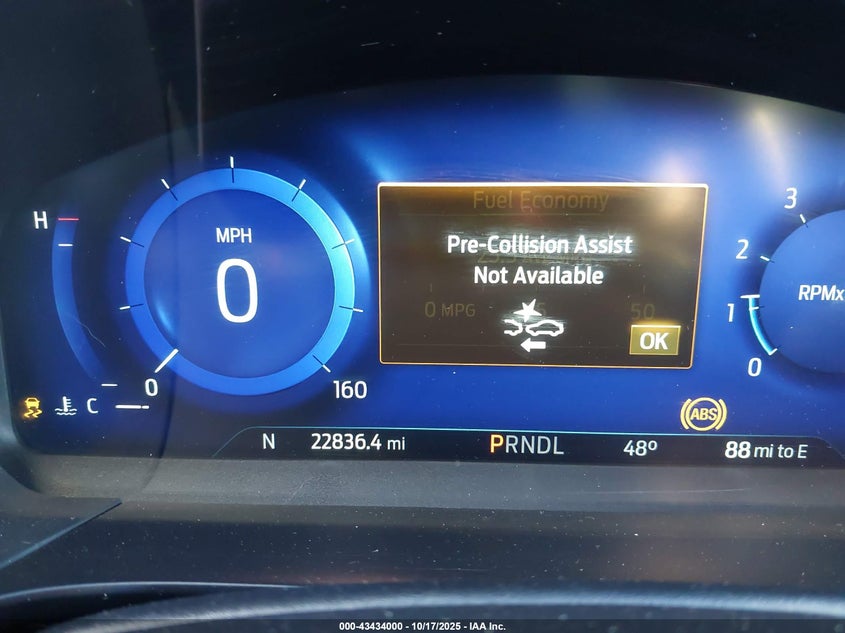 Fuel Economy
H
MPH
Pre-Collision Assist
Not Available
3
2
1
0
RPMx
0
0 MPG
50
OK
0
160
C
ABS
N 22836.4 mi PRNDL 48° 88 mi to E
000-43434000 - 10/17/2025 - IAA Inc.